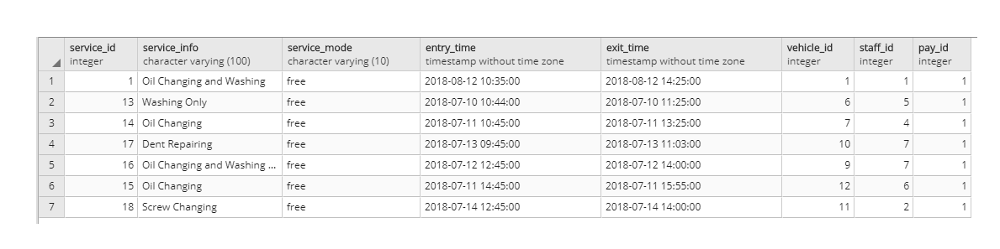 service_id service_info service_mode entry_time exit_time vehicle_id staff_id pay_id
integer character varying (100) character varying (10) timestamp without time zone timestamp without time zone integer integer integer
1 1 Oil Changing and Washing free 2018-08-12 10:35:00 2018-08-12 14:25:00 1 1 1
2 13 Washing Only free 2018-07-10 10:44:00 2018-07-10 11:25:00 6 5 1
3 14 Oil Changing free 2018-07-11 10:45:00 2018-07-11 13:25:00 7 4 1
4 17 Dent Repairing free 2018-07-13 09:45:00 2018-07-13 11:03:00 10 7 1
5 16 Oil Changing and Washing ... free 2018-07-12 12:45:00 2018-07-12 14:00:00 9 7 1
6 15 Oil Changing free 2018-07-11 14:45:00 2018-07-11 15:55:00 12 6 1
7 18 Screw Changing free 2018-07-14 12:45:00 2018-07-14 14:00:00 11 2 1